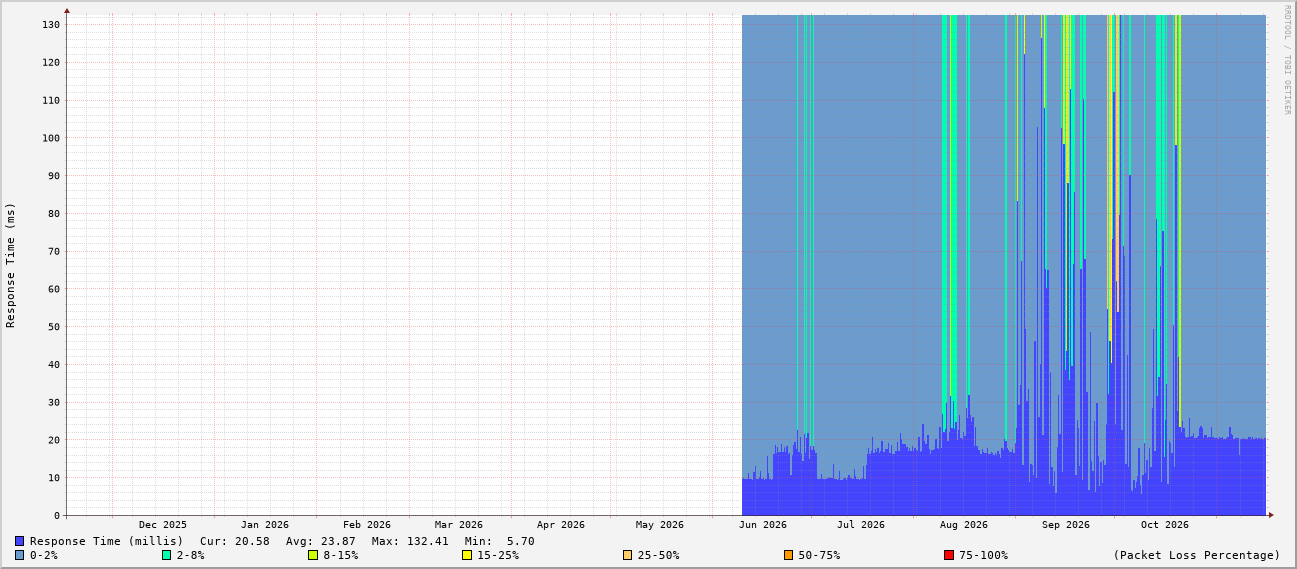 RRDTOOL / TOBI OETIKER
Response Time (ms)
130
120
110
100
90
80
70
60
50
40
30
20
10
0
Dec 2025 Jan 2026 Feb 2026 Mar 2026 Apr 2026 May 2026 Jun 2026 Jul 2026 Aug 2026 Sep 2026 Oct 2026
Response Time (millis) Cur: 20.58 Avg: 23.87 Max: 132.41 Min: 5.70
0-2% 2-8% 8-15% 15-25% 25-50% 50-75% 75-100% (Packet Loss Percentage)